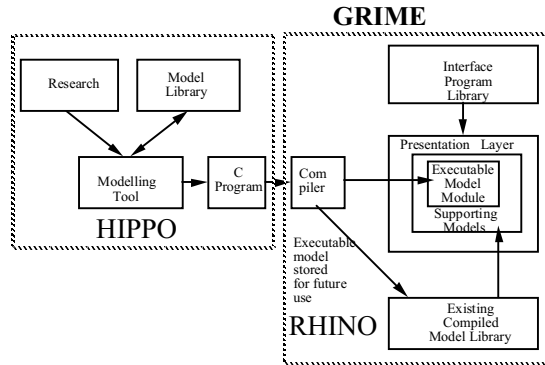 GRIME
Research
Model
Library
Modelling
Tool
C
Program
HIPPO
Com
piler
Interface
Program
Library
Presentation Layer
Executable
Model
Module
Supporting
Models
Executable
model
stored
for future
use
RHINO
Existing
Compiled
Model Library